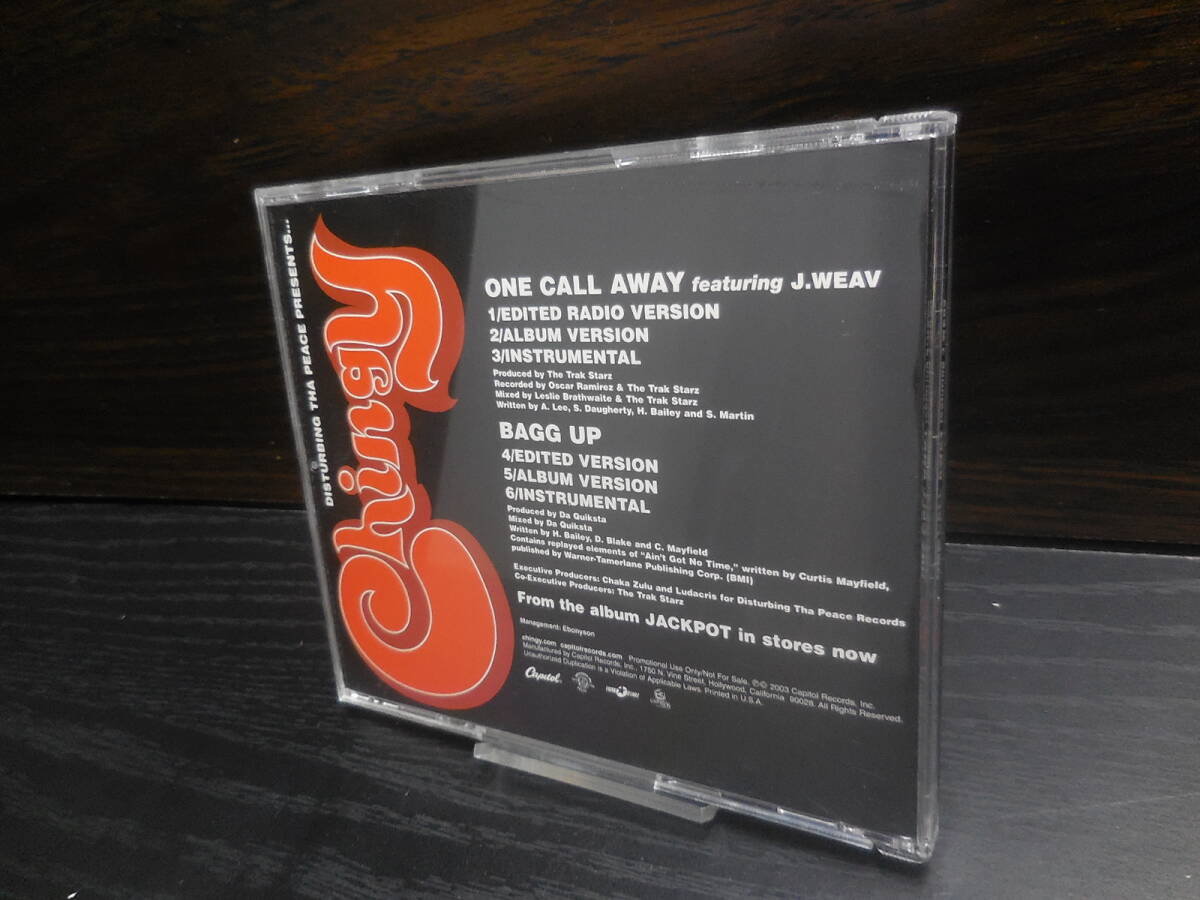 DISTURBING THA PEACE PRESENTS...
Chingy
ONE CALL AWAY featuring J.WEAV
1/EDITED RADIO VERSION
2/ALBUM VERSION
3/INSTRUMENTAL
Produced by The Trak Starz
Recorded by Oscar Ramirez & The Trak Starz
Mixed by Leslie Brathwaite & The Trak Starz
Written by A. Lee, S. Daugherty, H. Bailey and S. Martin
BAGG UP
4/EDITED VERSION
5/ALBUM VERSION
6/INSTRUMENTAL
Produced by Da Quiksta
Mixed by Da Quiksta
Written by H. Bailey, D. Blake and C. Mayfield
Contains replayed elements of "Ain't Got No Time," written by Curtis Mayfield,
published by Warner-Tamerlane Publishing Corp. (BMI)
Executive Producers: Chaka Zulu and Ludacris for Disturbing Tha Peace Records
Co-Executive Producers: The Trak Starz
From the album JACKPOT in stores now
Management: Ebonyson
chingy.com capitolrecords.com Promotional Use Only/Not For Sale. ℗© 2003 Capitol Records, Inc.
Manufactured by Capitol Records, Inc., 1750 N. Vine Street, Hollywood, California 90028. All Rights Reserved.
Unauthorized Duplication is a Violation of Applicable Laws. Printed in U.S.A.
Capitol